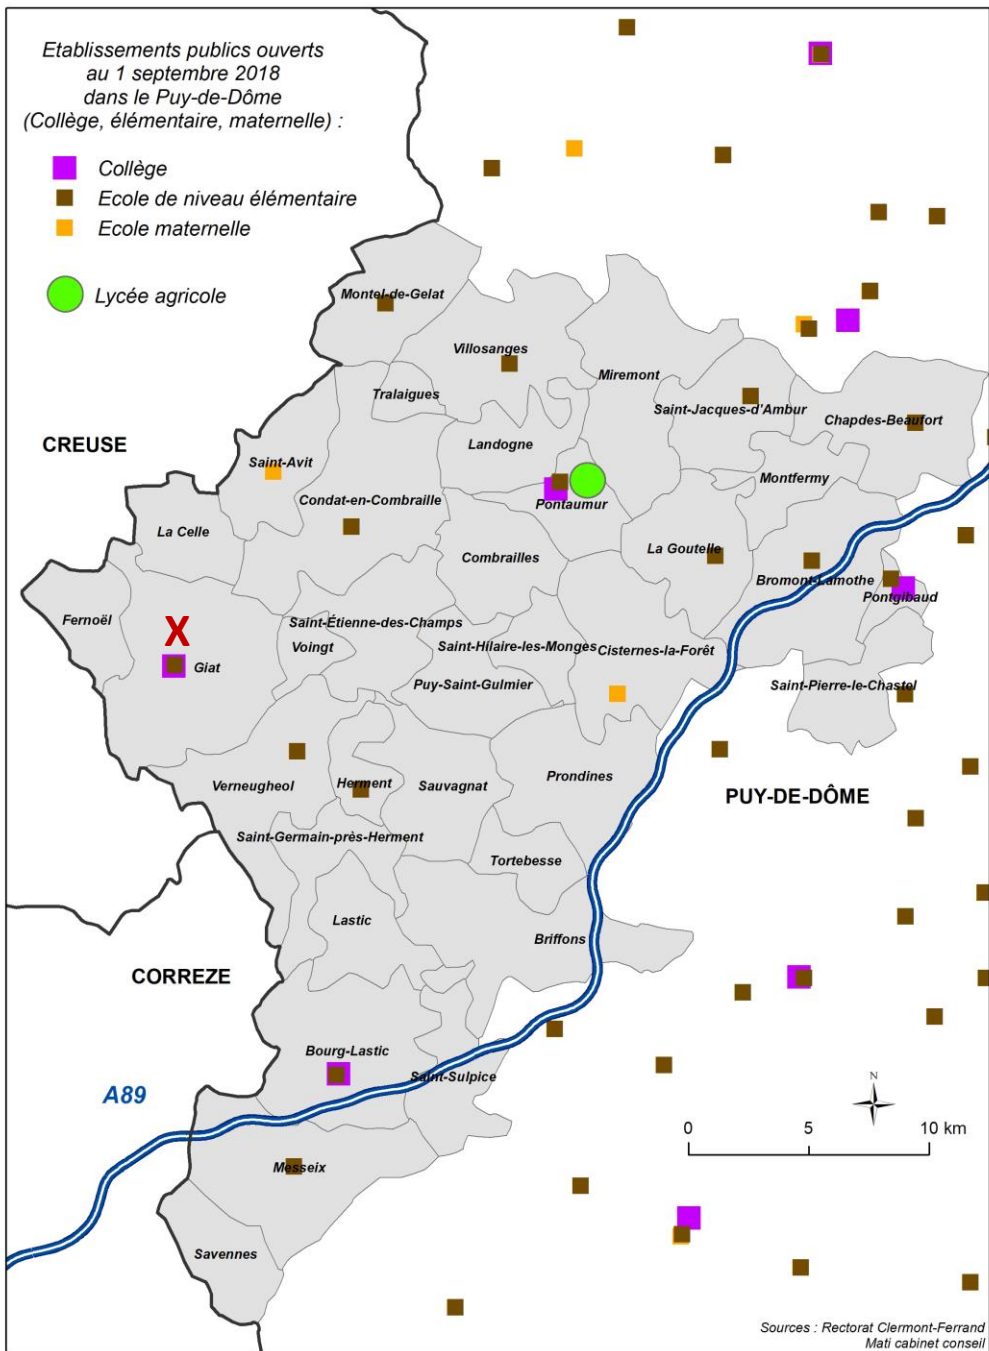 Etablissements publics ouverts
au 1 septembre 2018
dans le Puy-de-Dôme
(Collège, élémentaire, maternelle) :
Collège
Ecole de niveau élémentaire
Ecole maternelle
Lycée agricole
Montel-de-Gelat
Villosanges
Miremont
Tralaigues
Saint-Jacques-d'Ambur
Chapdes-Beaufort
CREUSE
Landogne
Saint-Avit
Montfermy
Condat-en-Combraille
Pontaumur
La Celle
La Goutelle
Combrailles
Bromont-Lamothe
Pontgibaud
Fernoël
X
Saint-Étienne-des-Champs
Voingt
Saint-Hilaire-les-Monges
Cisternes-la-Forêt
Giat
Puy-Saint-Gulmier
Saint-Pierre-le-Chastel
Prondines
Verneugheol
Herment
Sauvagnat
PUY-DE-DÔME
Saint-Germain-près-Herment
Tortebesse
Lastic
Briffons
CORREZE
Bourg-Lastic
Saint-Sulpice
A89
N
0 5 10 km
Messeix
Savennes
Sources : Rectorat Clermont-Ferrand
Mati cabinet conseil